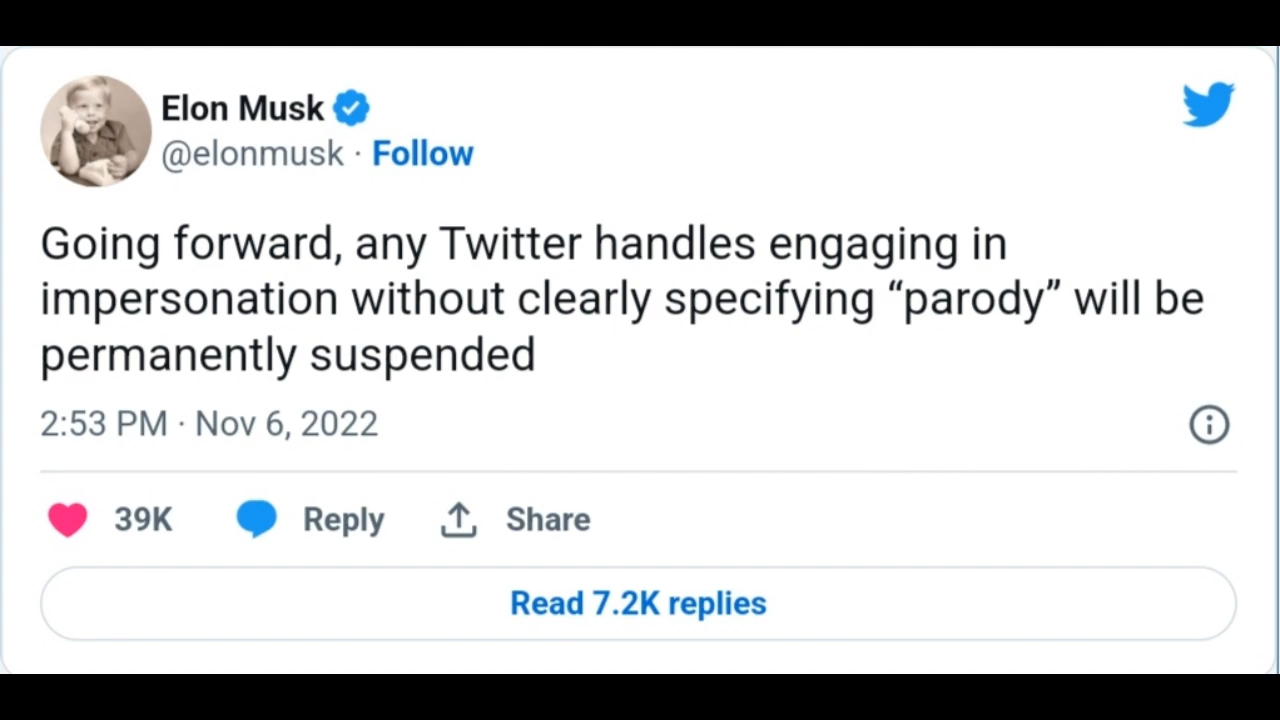 Elon Musk
@elonmusk · Follow
Going forward, any Twitter handles engaging in
impersonation without clearly specifying “parody” will be
permanently suspended
2:53 PM · Nov 6, 2022
39K Reply Share
Read 7.2K replies